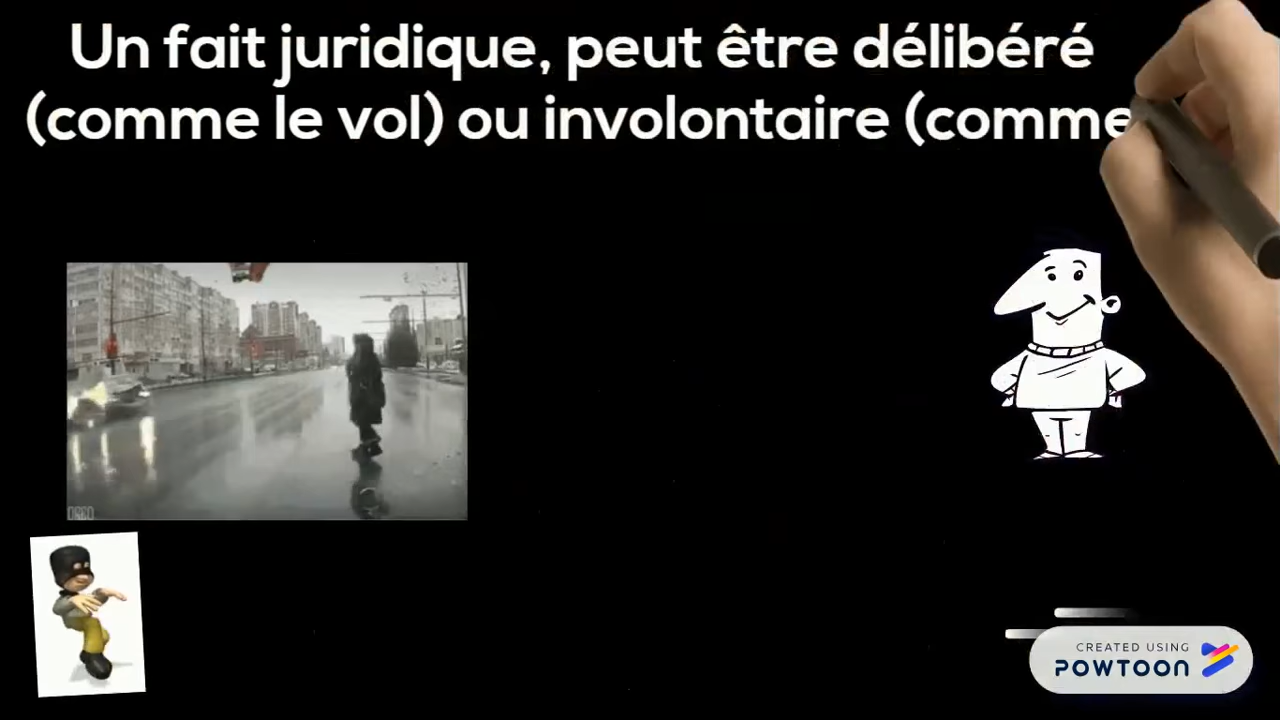 Un fait juridique, peut être délibéré
(comme le vol) ou involontaire (comme
CREATED USING
POWTOON